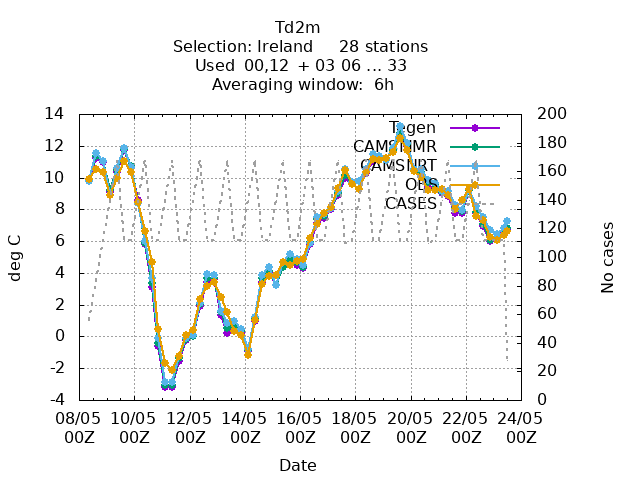 Td2m
Selection: Ireland 28 stations
Used 00,12 + 03 06 ... 33
Averaging window: 6h
14
12
10
8
6
4
2
0
-2
-4
deg C
200
180
160
140
120
100
80
60
40
20
0
No cases
Tegen
CAMSRT
OBS
CASES
08/05 10/05 12/05 14/05 16/05 18/05 20/05 22/05 24/05
00Z 00Z 00Z 00Z 00Z 00Z 00Z 00Z 00Z
Date